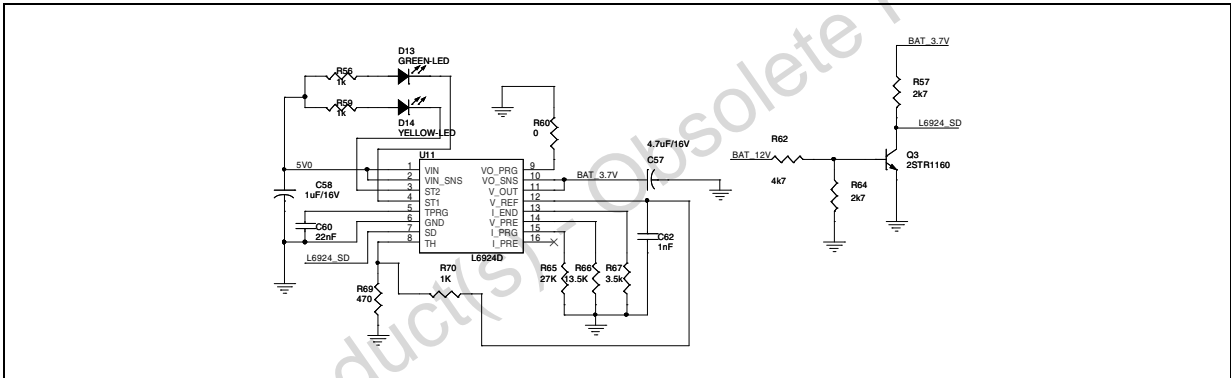 duct(s) - Obsolete
D13
GREEN-LED
R56
1k
R59
1k
D14
YELLOW-LED
R60
0
4.7uF/16V
C57
BAT_3.7V
R57
2k7
L6924_SD
R62
BAT_12V
4k7
Q3
2STR1160
R64
2k7
U11
5V0
1 VIN VO_PRG 9
2 VIN_SNS VO_SNS 10 BAT_3.7V
3 ST2 V_OUT 11
4 ST1 V_REF 12
5 TPRG I_END 13
6 GND V_PRE 14
7 SD I_PRG 15
8 TH I_PRE 16
L6924D
C58
1uF/16V
C60
22nF
L6924_SD
C62
1nF
R70
1K
R69
470
R65
27K
R66
13.5K
R67
3.5k